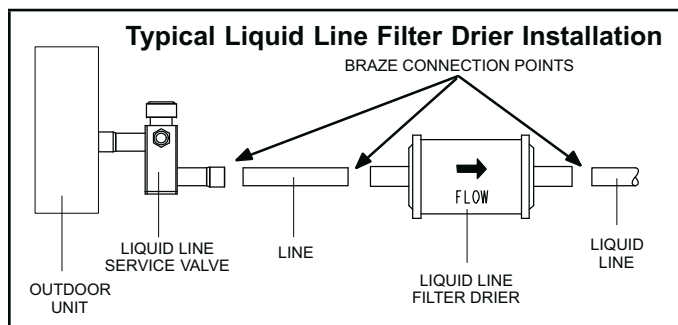 Typical Liquid Line Filter Drier Installation
BRAZE CONNECTION POINTS
FLOW
LIQUID LINE
SERVICE VALVE
LINE
LIQUID
LINE
LIQUID LINE
FILTER DRIER
OUTDOOR
UNIT